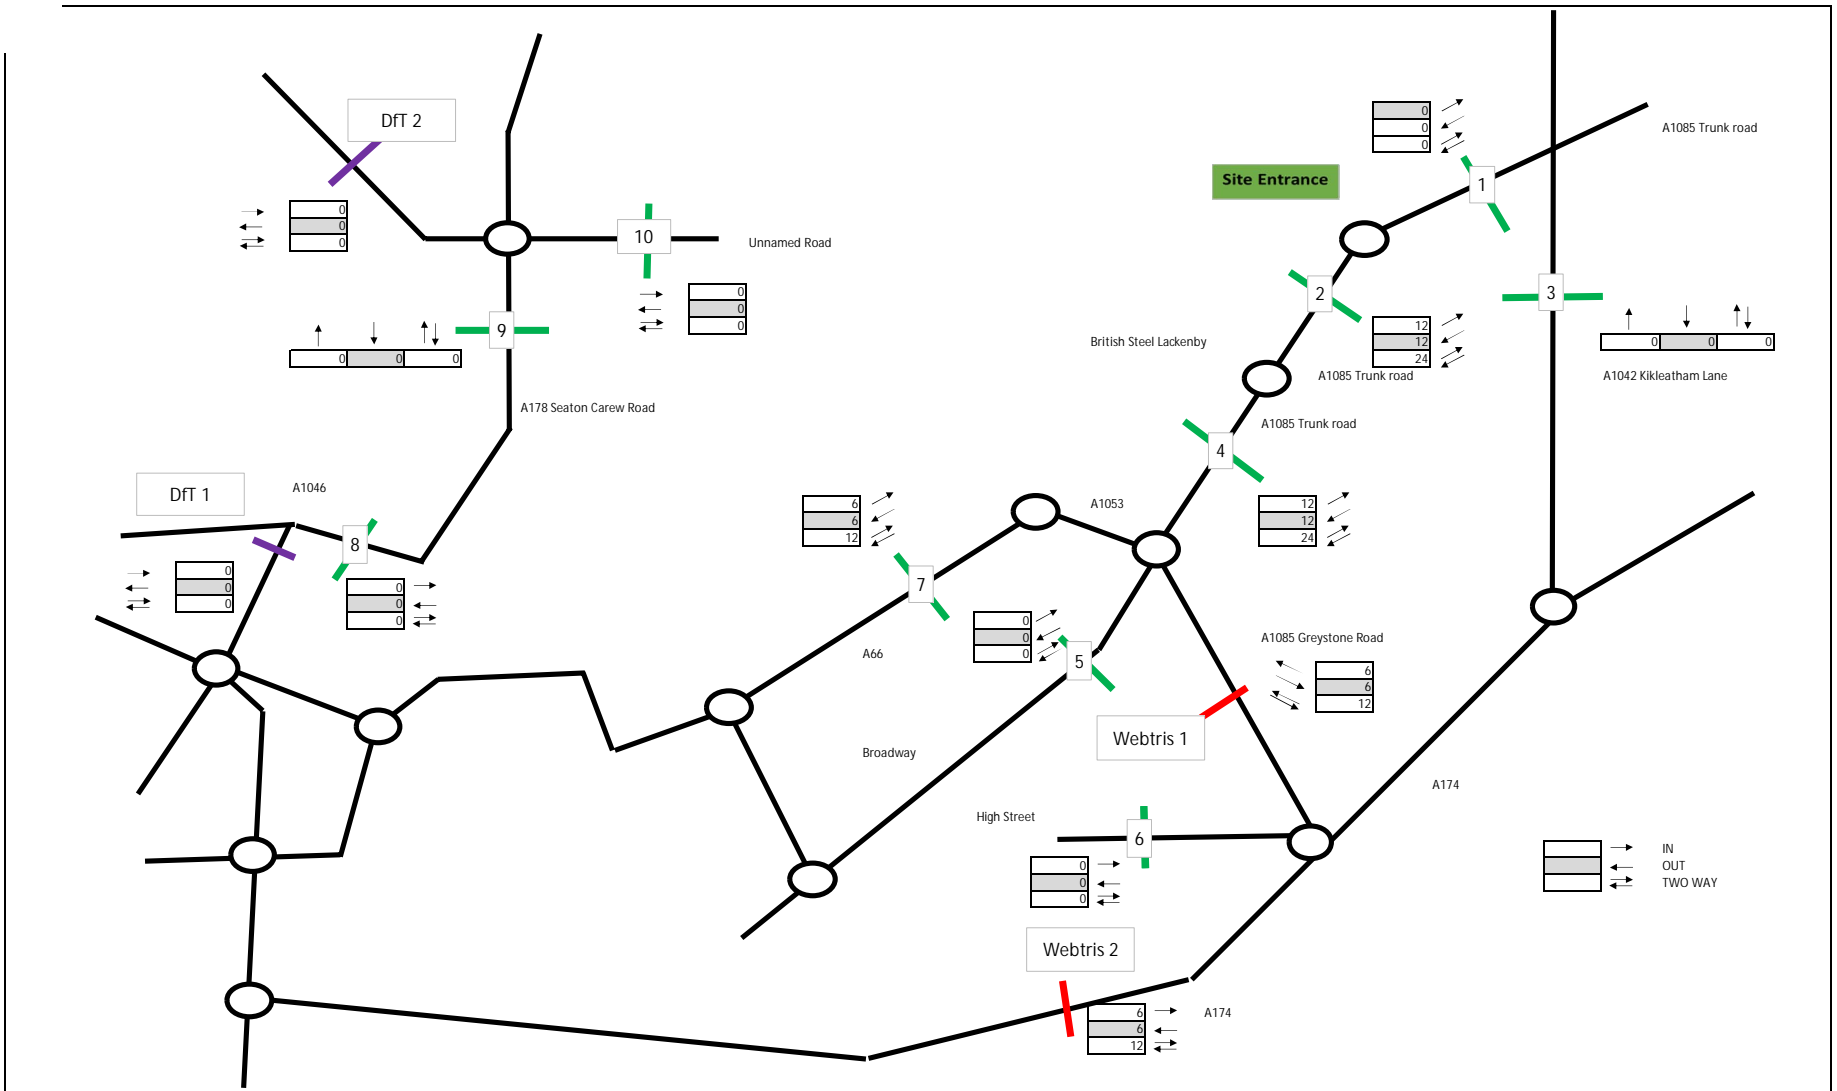 DfT 2
0
0
0
A1085 Trunk road
1
Site Entrance
0
0
0
10
Unnamed Road
0
0
0
2
3
9
0 0 0
12
12
24
0 0 0
British Steel Lackenby
A1085 Trunk road
A1042 Kikleatham Lane
A178 Seaton Carew Road
A1085 Trunk road
4
DfT 1
A1046
6
6
12
A1053
12
12
24
8
0
0
0
0
0
0
7
0
0
0
5
A66
A1085 Greystone Road
6
6
12
Webtris 1
Broadway
A174
High Street
6
0
0
0
IN
OUT
TWO WAY
Webtris 2
6
6
12
A174